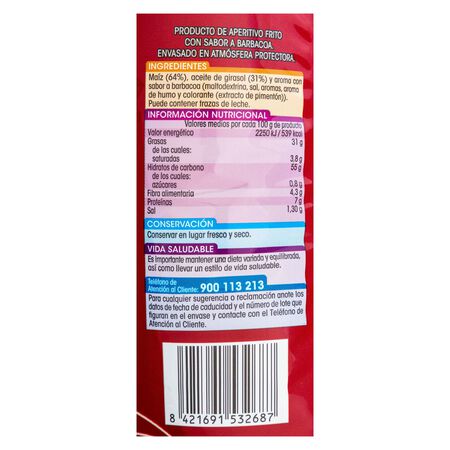 PRODUCTO DE APERITIVO FRITO
CON SABOR A BARBACOA.
ENVASADO EN ATMÓSFERA PROTECTORA.
INGREDIENTES
Maíz (64%), aceite de girasol (31%) y aroma con
sabor a barbacoa (maltodextrina, sal, aromas, aroma
de humo y colorante (extracto de pimentón)).
Puede contener trazas de leche.
INFORMACIÓN NUTRICIONAL
Valores medios por cada 100 g de producto
Valor energético 2250 kJ / 539 kcal
Grasas 31 g
de las cuales:
saturadas 3,8 g
Hidratos de carbono 55 g
de los cuales:
azúcares 0,8 g
Fibra alimentaria 4,3 g
Proteínas 7 g
Sal 1,30 g
CONSERVACIÓN
Conservar en lugar fresco y seco.
VIDA SALUDABLE
Es importante mantener una dieta variada y equilibrada,
así como llevar un estilo de vida saludable.
Teléfono de
Atención al Cliente: 900 113 213
Para cualquier sugerencia o reclamación anote los
datos de fecha de caducidad y el número de lote que
figuran en el envase y contacte con el Teléfono de
Atención al Cliente.
8 421691 532687